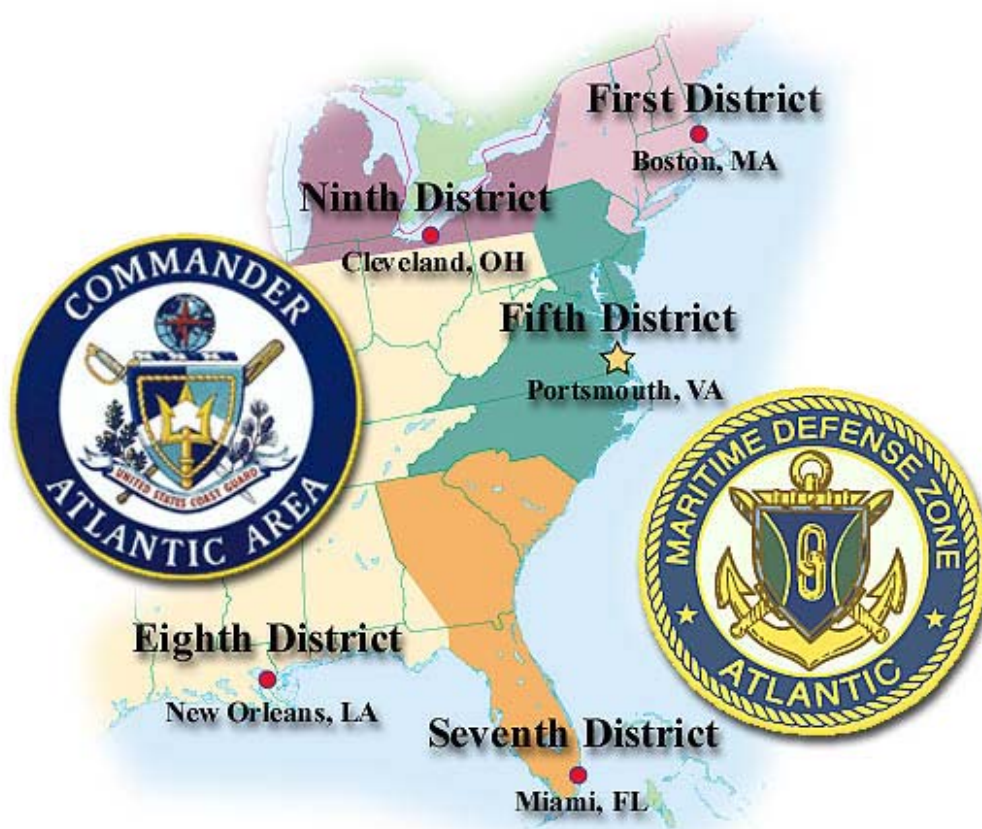 First District
Boston, MA
Ninth District
Cleveland, OH
COMMANDER
ATLANTIC AREA
UNITED STATES COAST GUARD
Fifth District
Portsmouth, VA
MARITIME DEFENSE ZONE
ATLANTIC
Eighth District
New Orleans, LA
Seventh District
Miami, FL